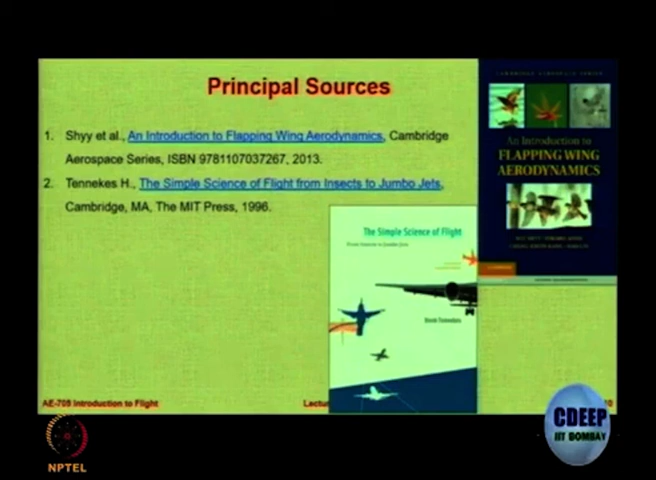 Principal Sources
1. Shyy et al., An Introduction to Flapping Wing Aerodynamics, Cambridge
Aerospace Series, ISBN 9781107037267, 2013.
2. Tennekes H., The Simple Science of Flight from Insects to Jumbo Jets,
Cambridge, MA, The MIT Press, 1996.
CAMBRIDGE AEROSPACE SERIES
An Introduction to
FLAPPING WING
AERODYNAMICS
The Simple Science of Flight
From Insects to Jumbo Jets
Henk Tennekes
AE-709 Introduction to Flight
Lectu
10
CDEEP
IIT BOMBAY
NPTEL